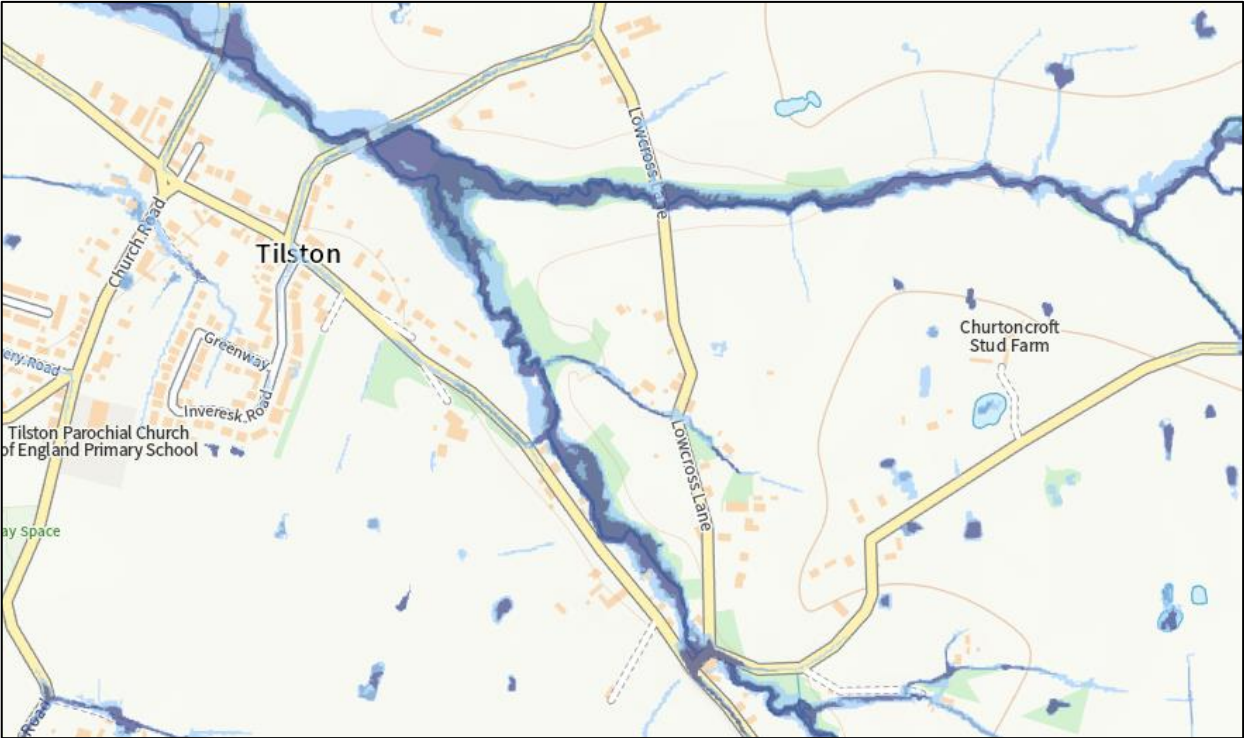 Lowcross Lane
Church Road
Tilston
Churtoncroft
Stud Farm
Greenway
ery Road
Inveresk Road
Tilston Parochial Church
of England Primary School
Lowcross Lane
ay Space
Road